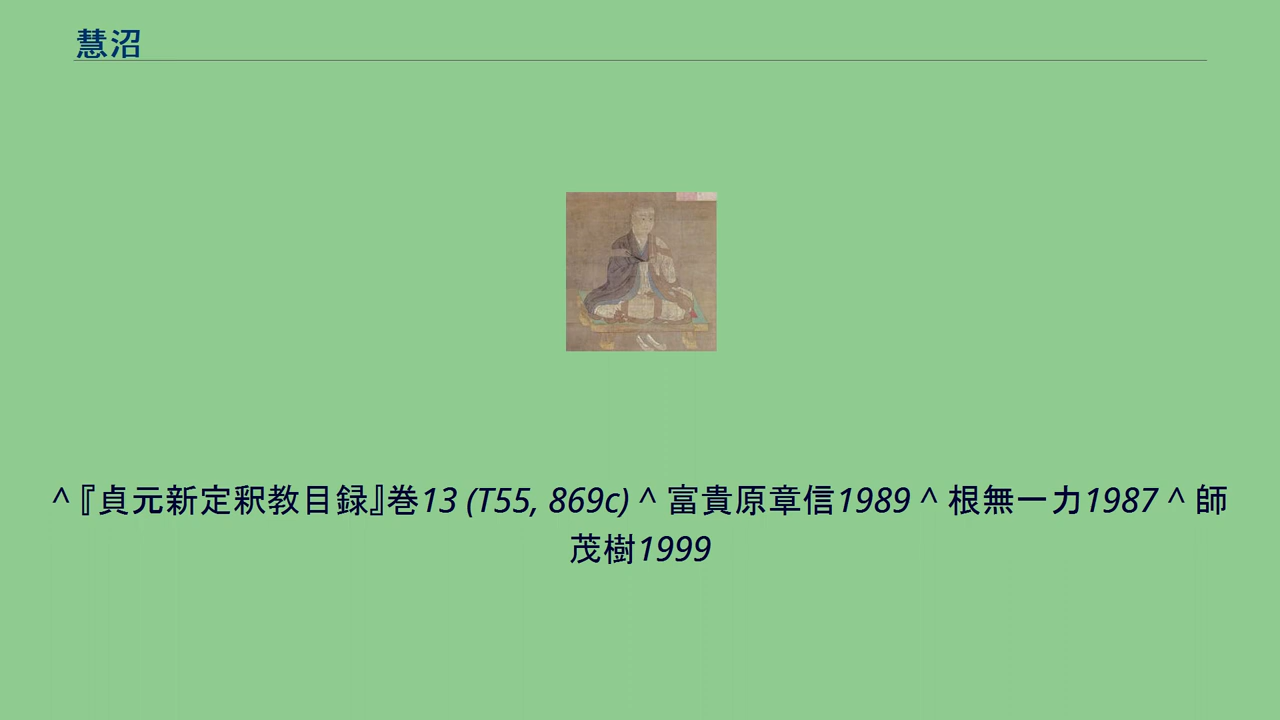 慧沼
^『貞元新定釈教目録』巻13 (T55, 869c) ^ 富貴原章信1989 ^ 根無一力1987 ^ 師
茂樹1999